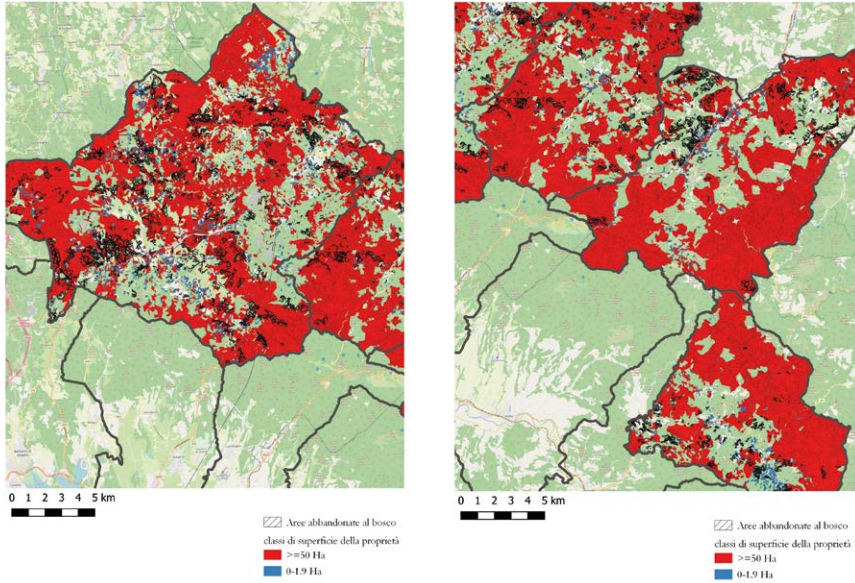 0 1 2 3 4 5 km
Aree abbandonate al bosco
classi di superficie della proprietà
>=50 Ha
0-1.9 Ha
0 1 2 3 4 5 km
Aree abbandonate al bosco
classi di superficie della proprietà
>=50 Ha
0-1.9 Ha